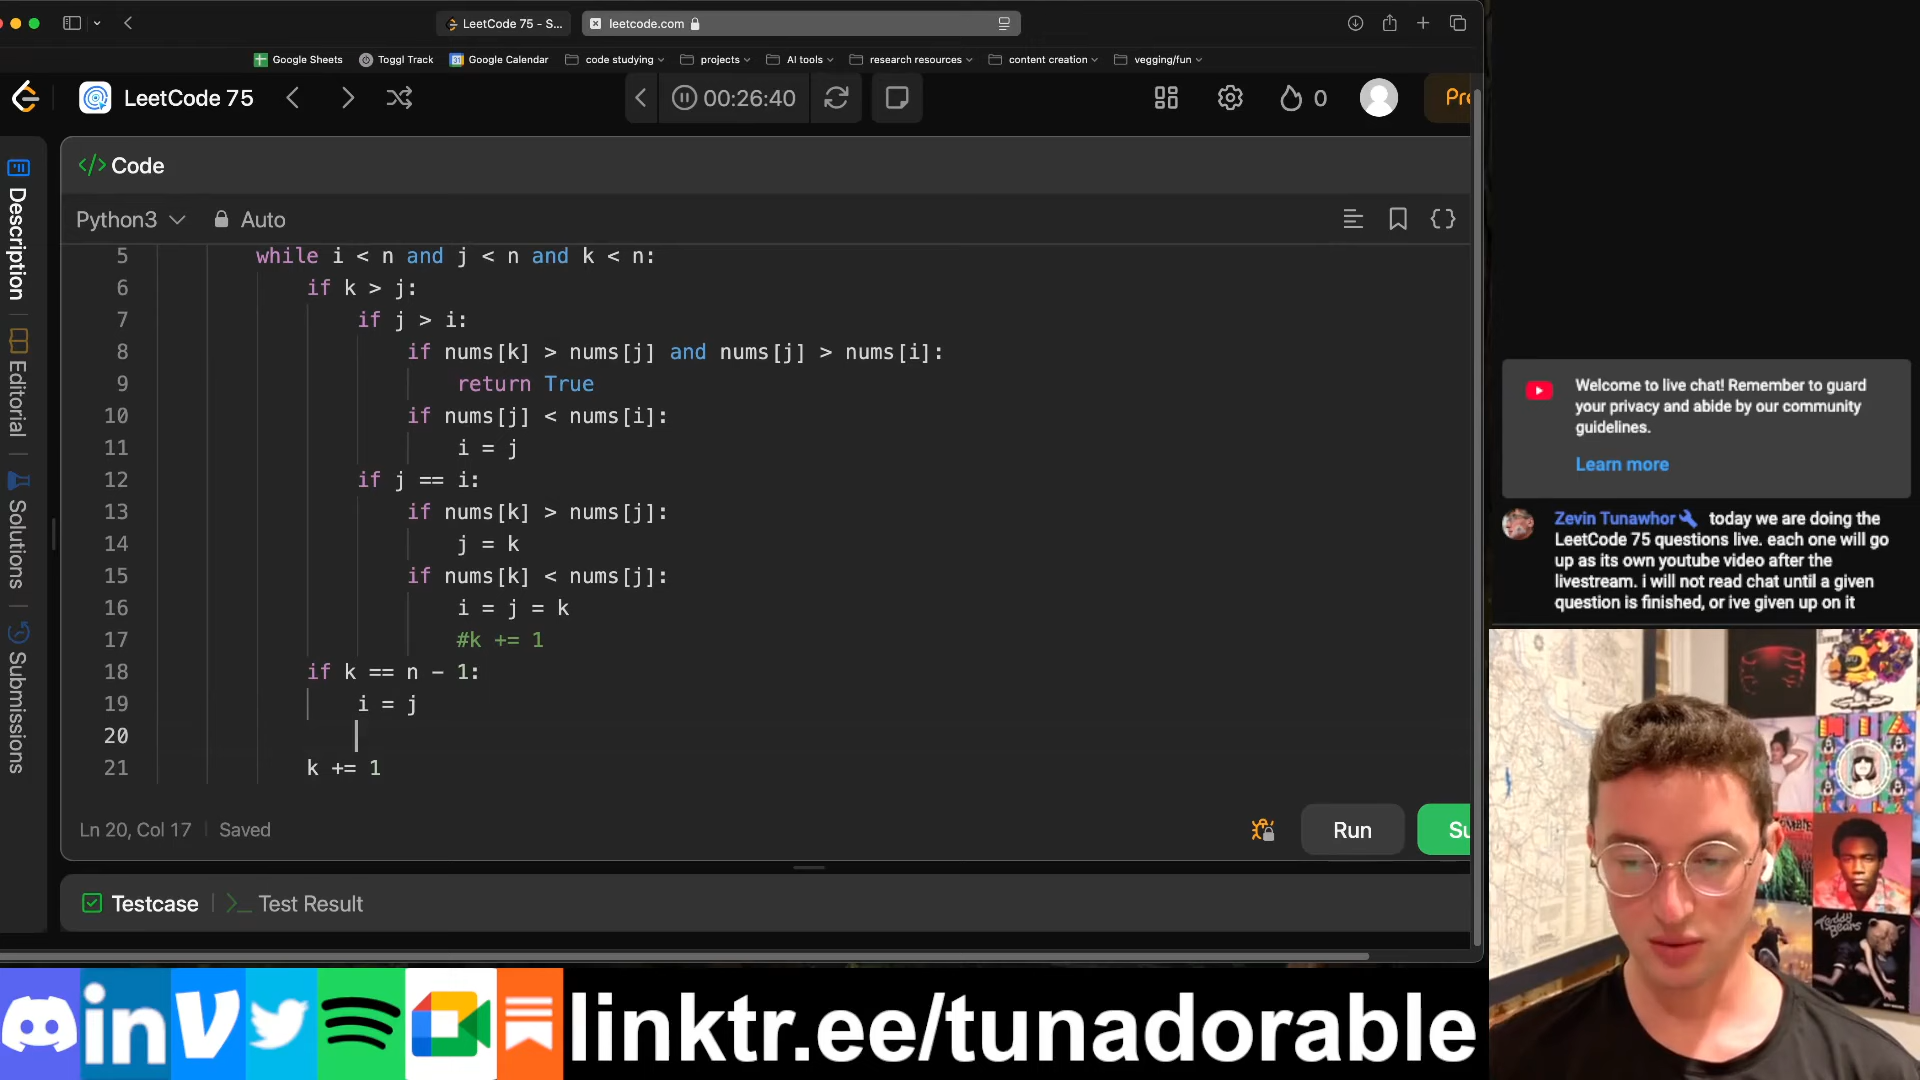 LeetCode 75 - S...
leetcode.com
Google Sheets
Toggl Track
Google Calendar
code studying
projects
AI tools
research resources
content creation
vegging/fun
LeetCode 75
00:26:40
0
Pre
Description
Editorial
Solutions
Submissions
</> Code
Python3
Auto
5 while i < n and j < n and k < n:
6 if k > j:
7 if j > i:
8 if nums[k] > nums[j] and nums[j] > nums[i]:
9 return True
10 if nums[j] < nums[i]:
11 i = j
12 if j == i:
13 if nums[k] > nums[j]:
14 j = k
15 if nums[k] < nums[j]:
16 i = j = k
17 #k += 1
18 if k == n - 1:
19 i = j
20
21 k += 1
Ln 20, Col 17
Saved
Run
Su
Testcase
Test Result
Welcome to live chat! Remember to guard
your privacy and abide by our community
guidelines.
Learn more
Zevin Tunawhor today we are doing the
LeetCode 75 questions live. each one will go
up as its own youtube video after the
livestream. i will not read chat until a given
question is finished, or ive given up on it
linktr.ee/tunadorable